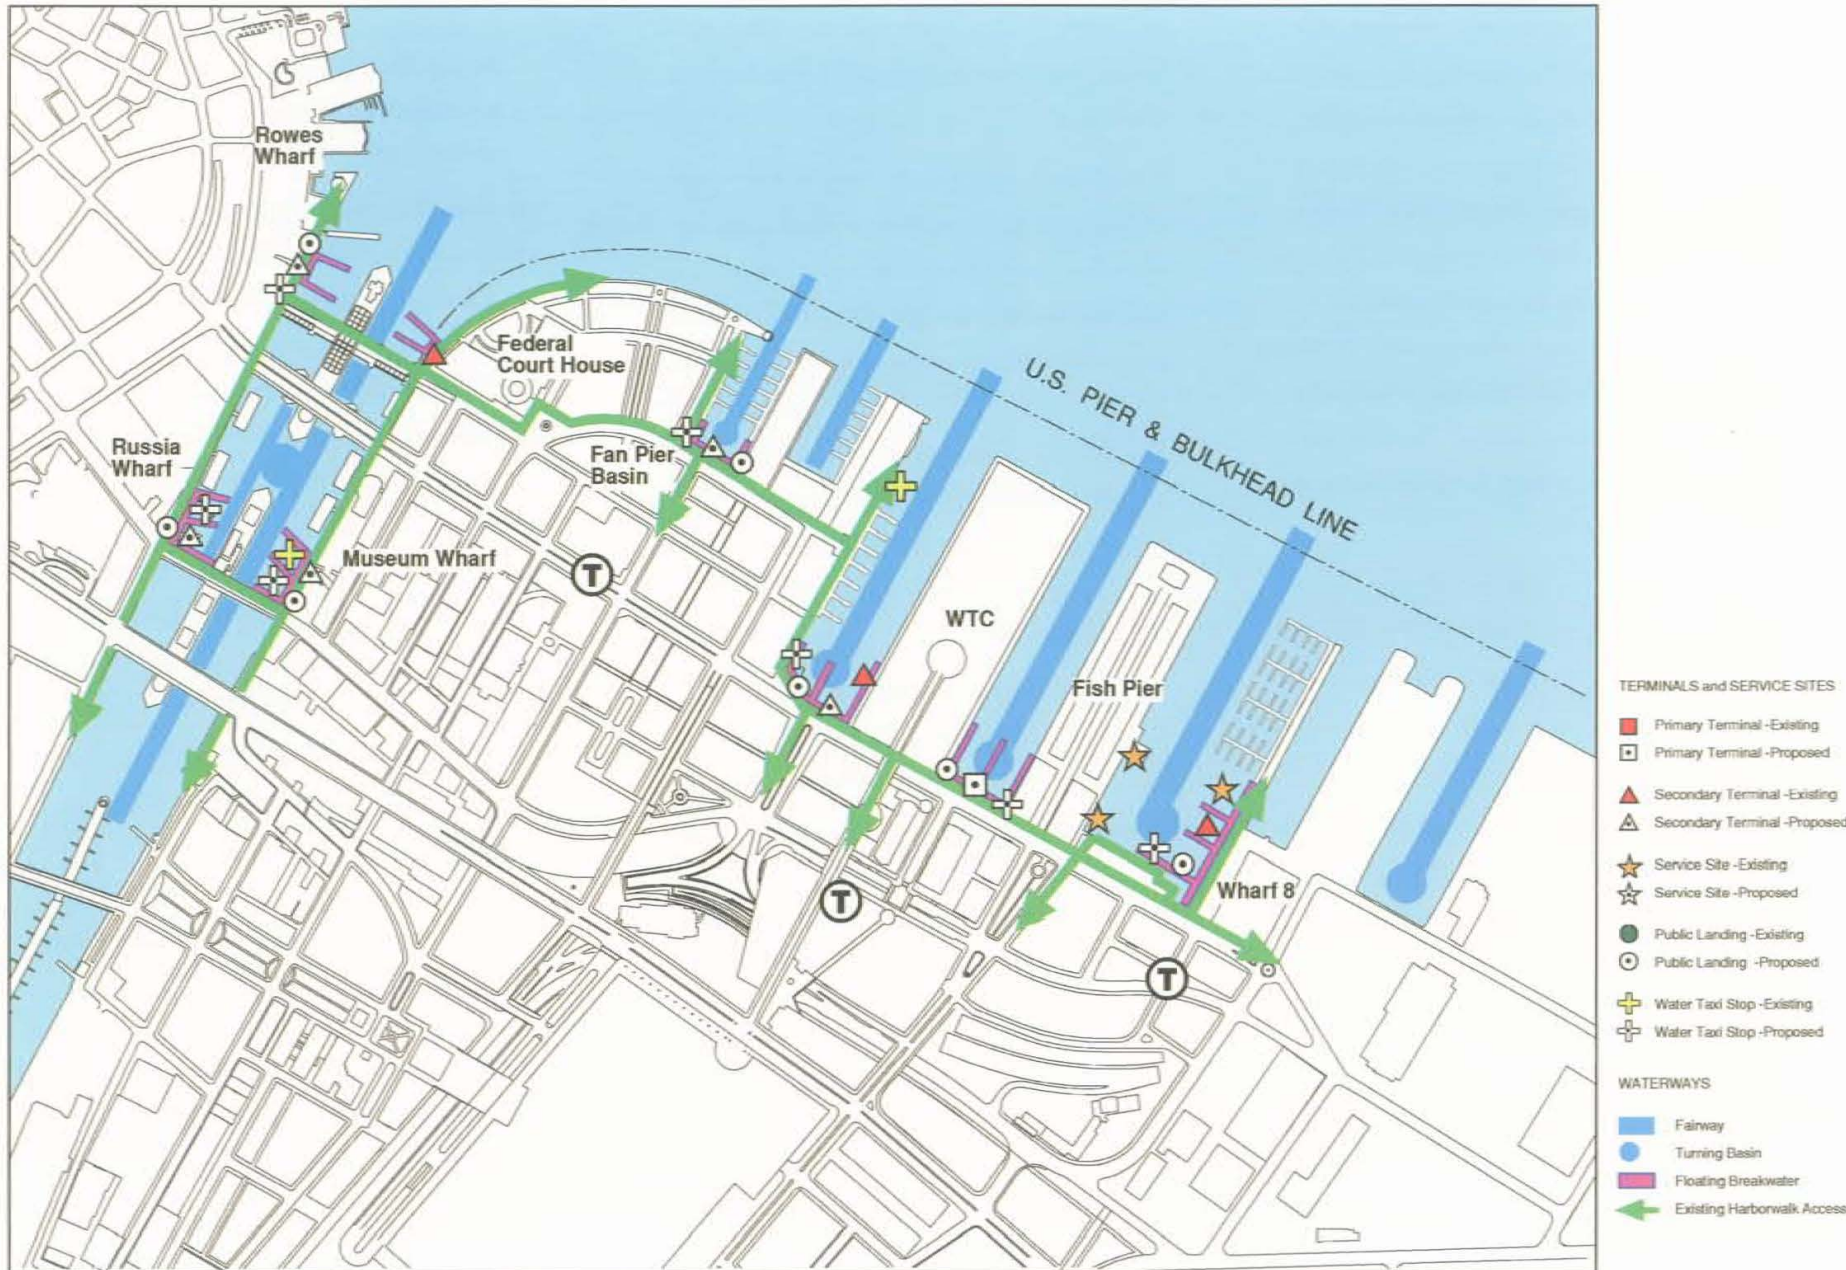 Rowes
Wharf
Federal
Court House
U.S. PIER & BULKHEAD LINE
Russia
Wharf
Fan Pier
Basin
Museum Wharf
T
WTC
Fish Pier
Wharf 8
T
T
TERMINALS and SERVICE SITES
Primary Terminal -Existing
Primary Terminal -Proposed
Secondary Terminal -Existing
Secondary Terminal -Proposed
Service Site -Existing
Service Site -Proposed
Public Landing -Existing
Public Landing -Proposed
Water Taxi Stop -Existing
Water Taxi Stop -Proposed
WATERWAYS
Fairway
Turning Basin
Floating Breakwater
Existing Harborwalk Access